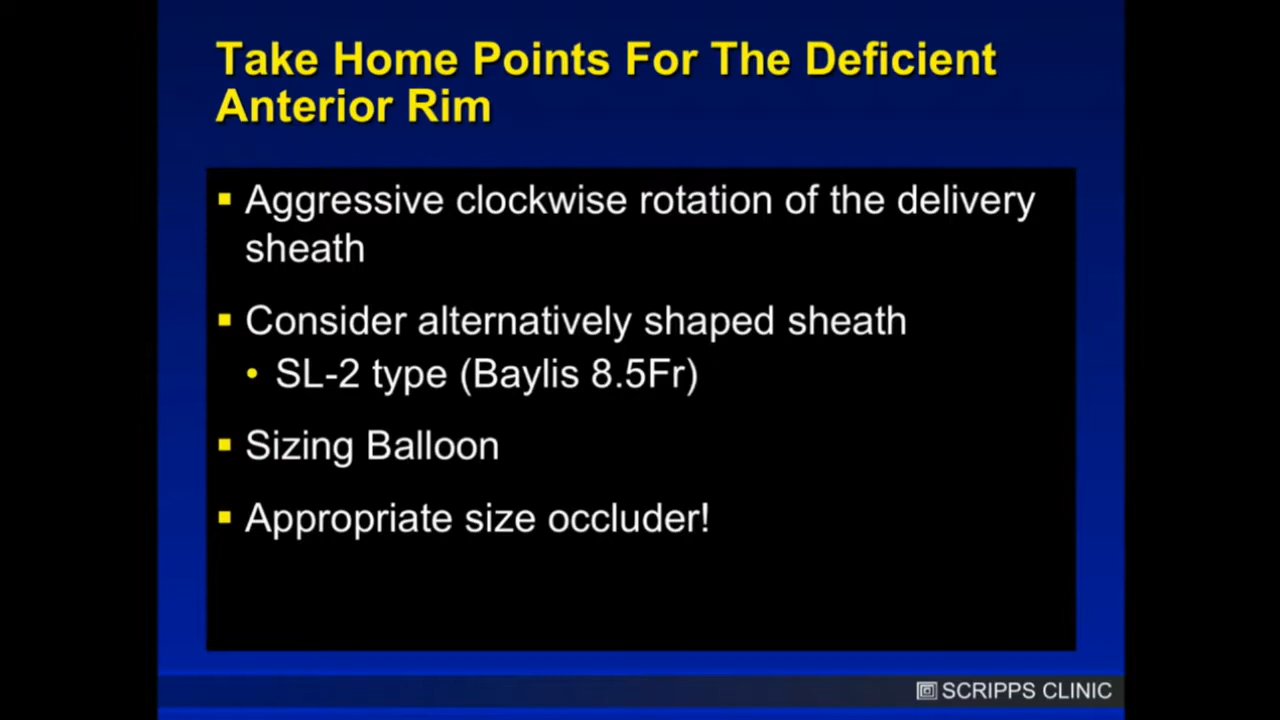 Take Home Points For The Deficient
Anterior Rim
▪ Aggressive clockwise rotation of the delivery
sheath
▪ Consider alternatively shaped sheath
• SL-2 type (Baylis 8.5Fr)
▪ Sizing Balloon
▪ Appropriate size occluder!
SCRIPPS CLINIC